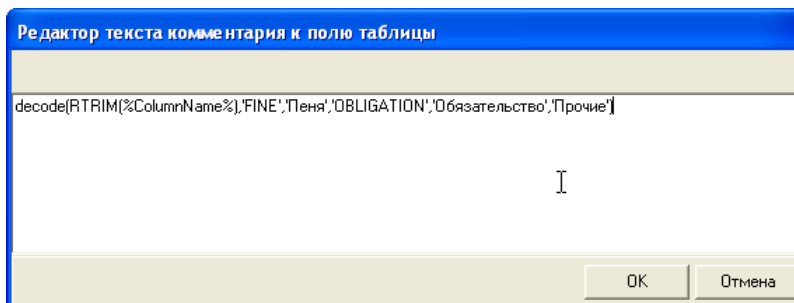 Редактор текста комментария к полю таблицы
decode(RTRIM(%ColumnName%),'FINE','Пеня','OBLIGATION','Обязательство','Прочие')
OK
Отмена